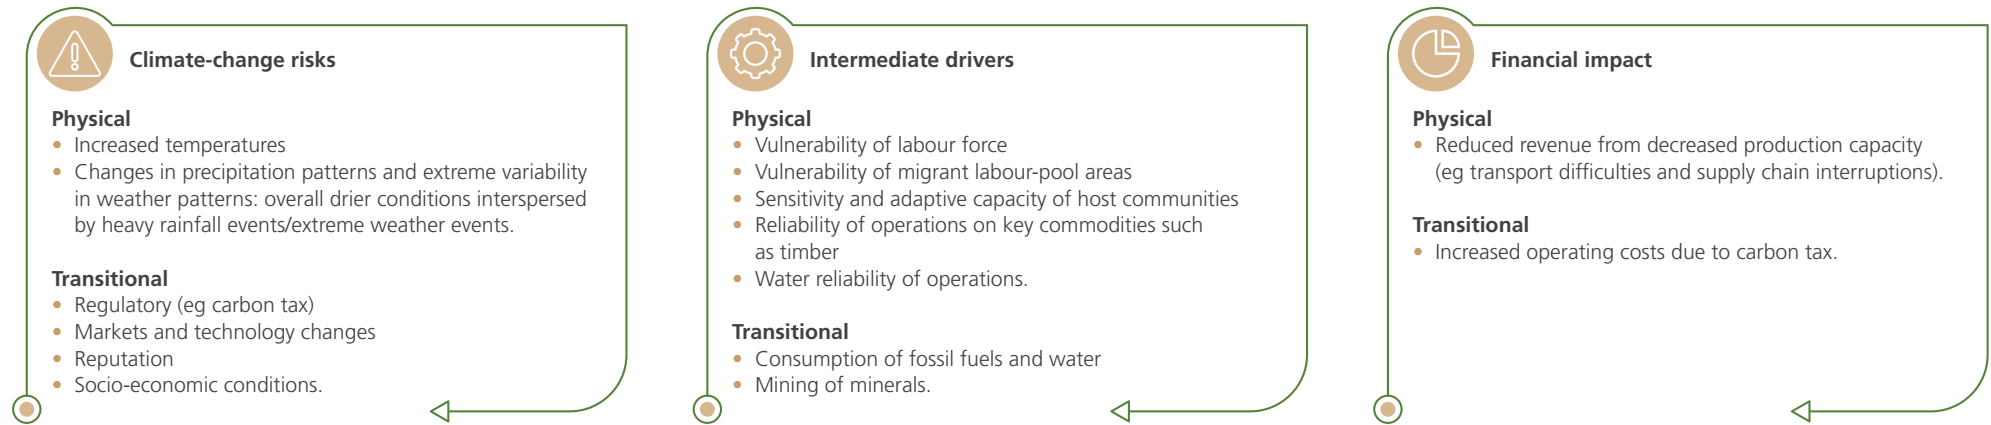 Climate-change risks
Physical
• Increased temperatures
• Changes in precipitation patterns and extreme variability
in weather patterns: overall drier conditions interspersed
by heavy rainfall events/extreme weather events.
Transitional
• Regulatory (eg carbon tax)
• Markets and technology changes
• Reputation
• Socio-economic conditions.
Intermediate drivers
Physical
• Vulnerability of labour force
• Vulnerability of migrant labour-pool areas
• Sensitivity and adaptive capacity of host communities
• Reliability of operations on key commodities such
as timber
• Water reliability of operations.
Transitional
• Consumption of fossil fuels and water
• Mining of minerals.
Financial impact
Physical
• Reduced revenue from decreased production capacity
(eg transport difficulties and supply chain interruptions).
Transitional
• Increased operating costs due to carbon tax.